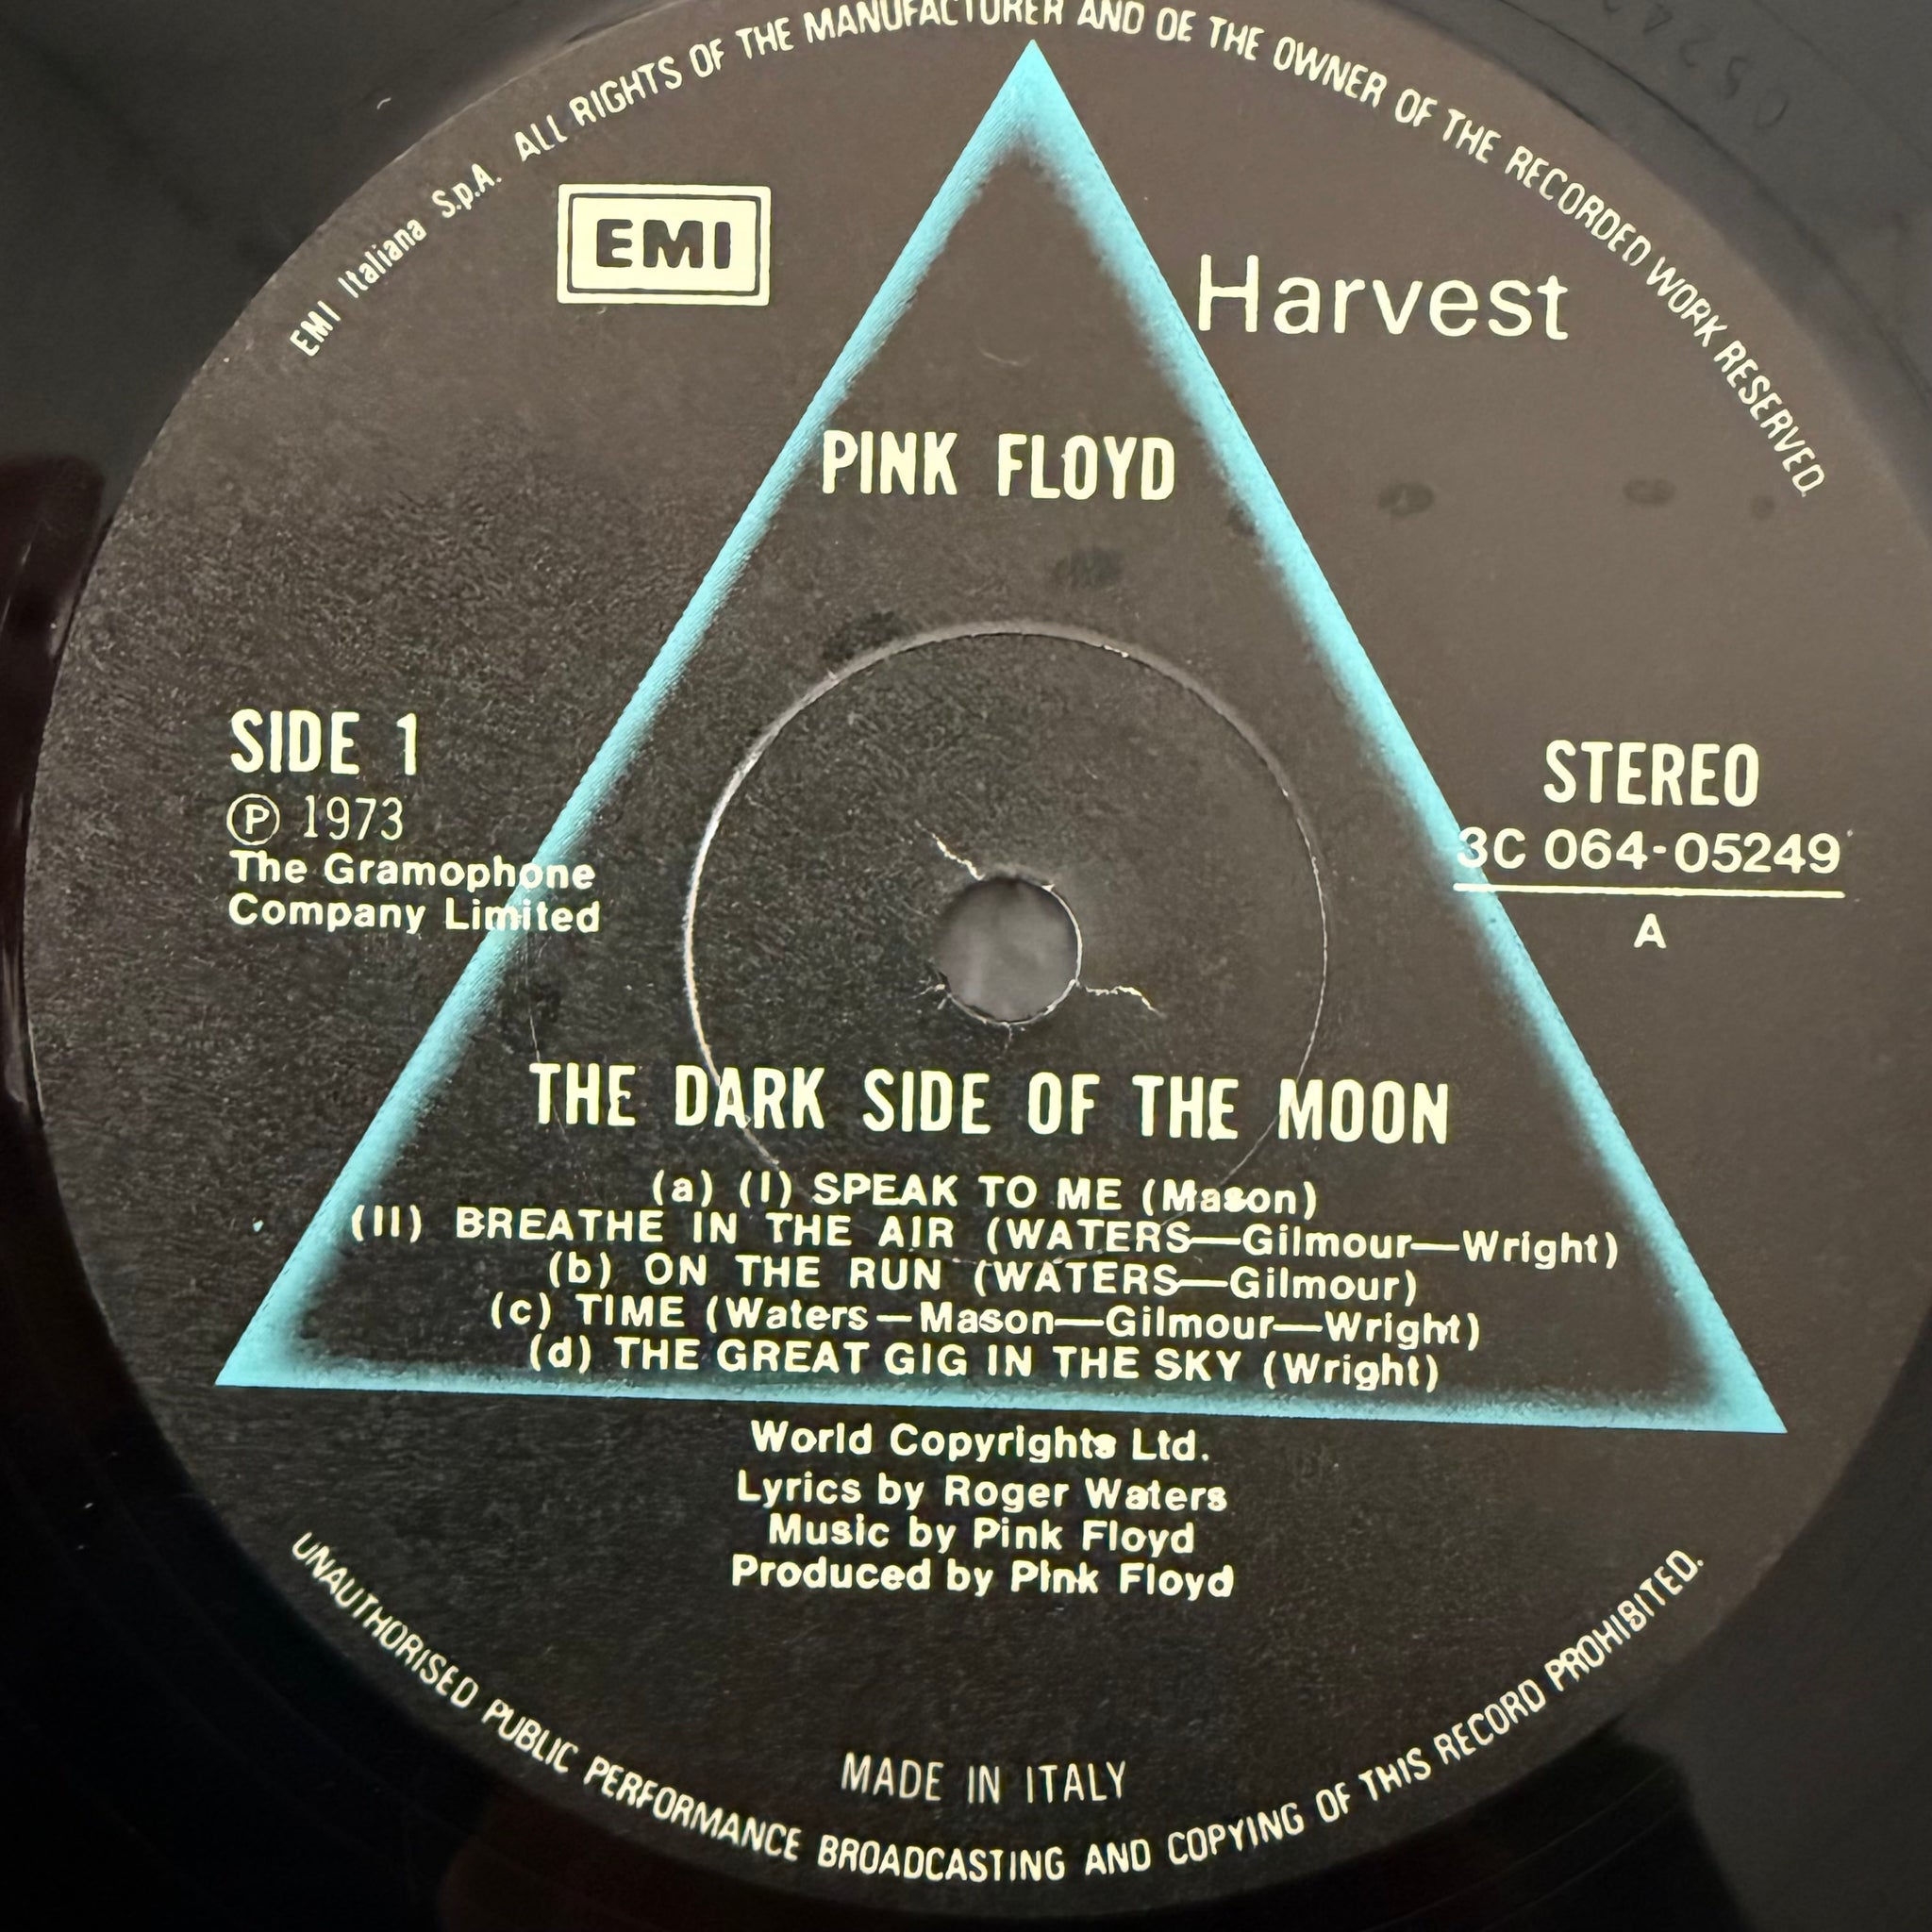 EMI Italiana S.p.A. ALL RIGHTS OF THE MANUFACTURER AND OE THE OWNER OF THE RECORDED WORK RESERVED
EMI
Harvest
PINK FLOYD
SIDE 1
Ⓟ 1973
The Gramophone
Company Limited
STEREO
3C 064-05249
A
THE DARK SIDE OF THE MOON
(a) (I) SPEAK TO ME (Mason)
(II) BREATHE IN THE AIR (WATERS—Gilmour—Wright)
(b) ON THE RUN (WATERS—Gilmour)
(c) TIME (Waters—Mason—Gilmour—Wright)
(d) THE GREAT GIG IN THE SKY (Wright)
World Copyrights Ltd.
Lyrics by Roger Waters
Music by Pink Floyd
Produced by Pink Floyd
MADE IN ITALY
UNAUTHORISED PUBLIC PERFORMANCE BROADCASTING AND COPYING OF THIS RECORD PROHIBITED.